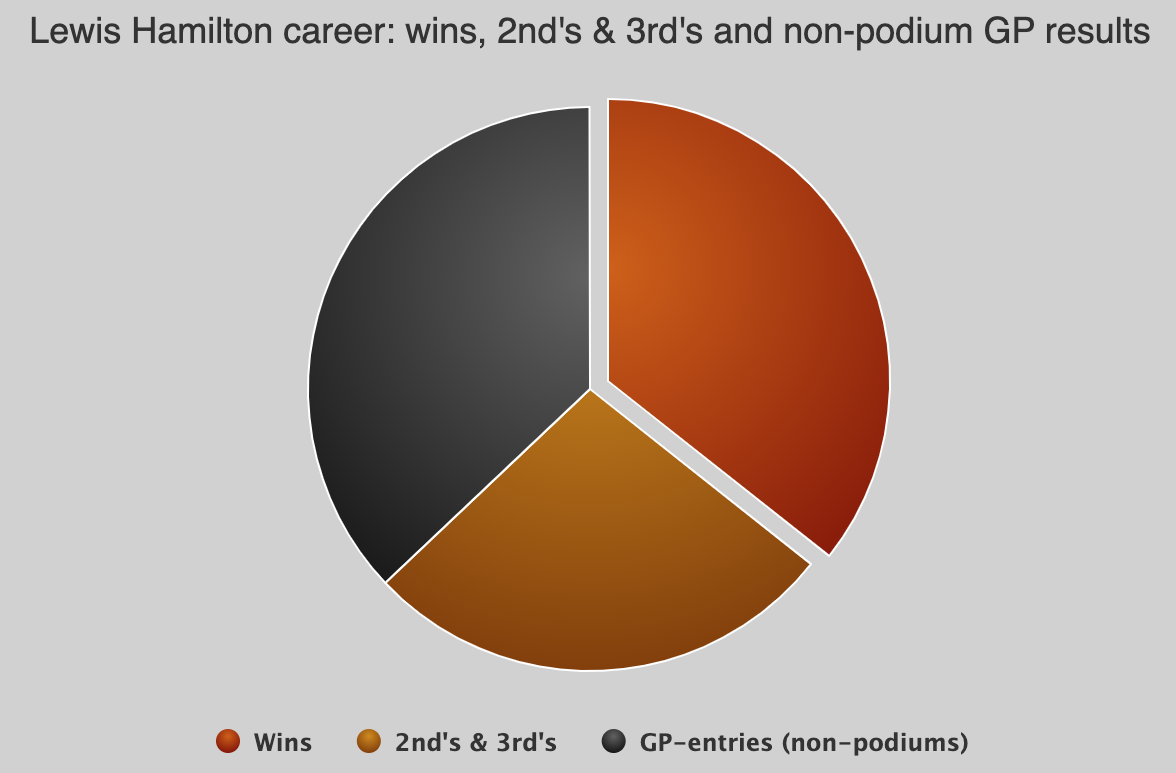 Lewis Hamilton career: wins, 2nd's & 3rd's and non-podium GP results
Wins 2nd's & 3rd's GP-entries (non-podiums)